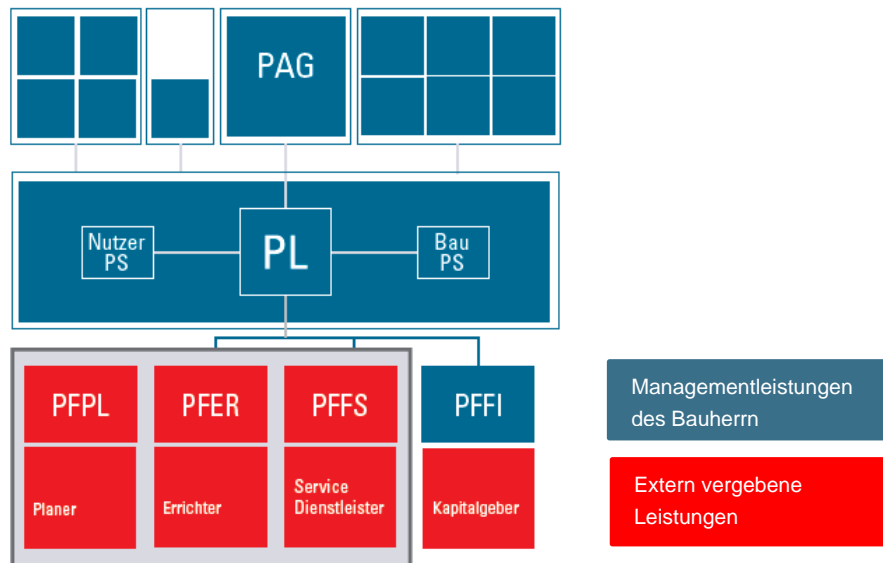 PAG
Nutzer
PS
PL
Bau
PS
PFPL
PFER
PFFS
PFFI
Planer
Errichter
Service
Dienstleister
Kapitalgeber
Managementleistungen
des Bauherrn
Extern vergebene
Leistungen